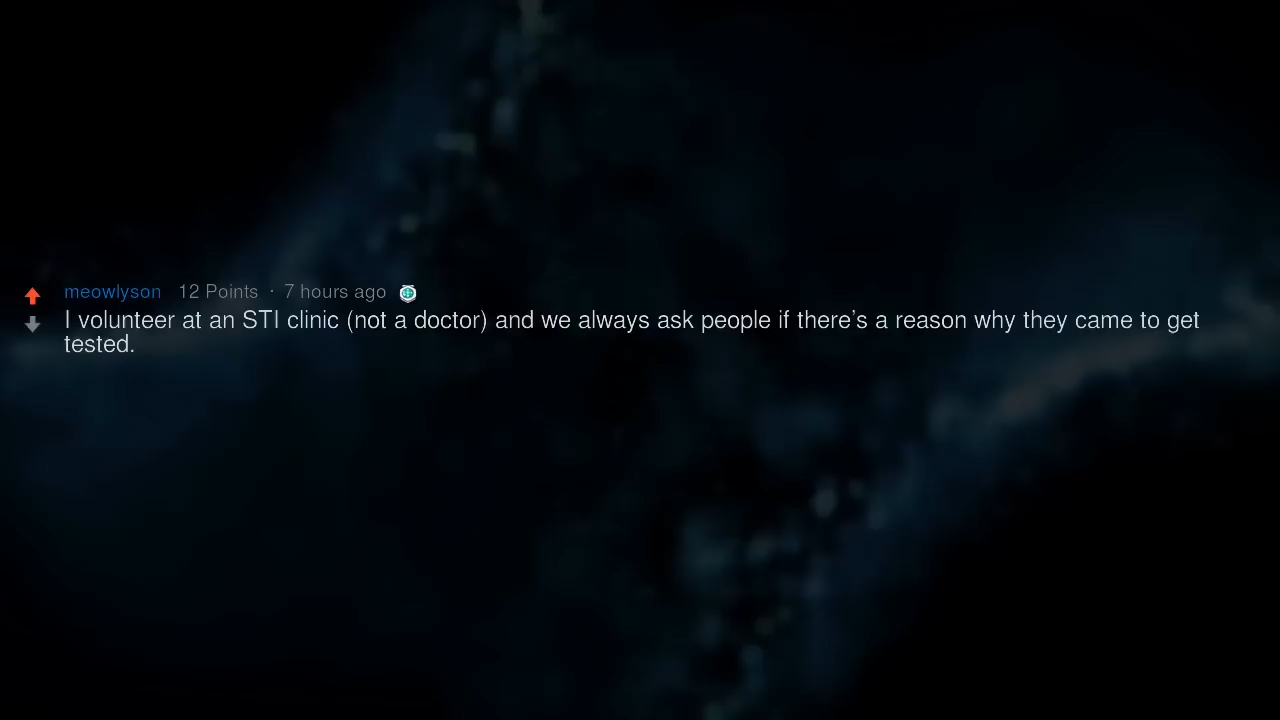 meowlyson 12 Points · 7 hours ago
I volunteer at an STI clinic (not a doctor) and we always ask people if there's a reason why they came to get
tested.